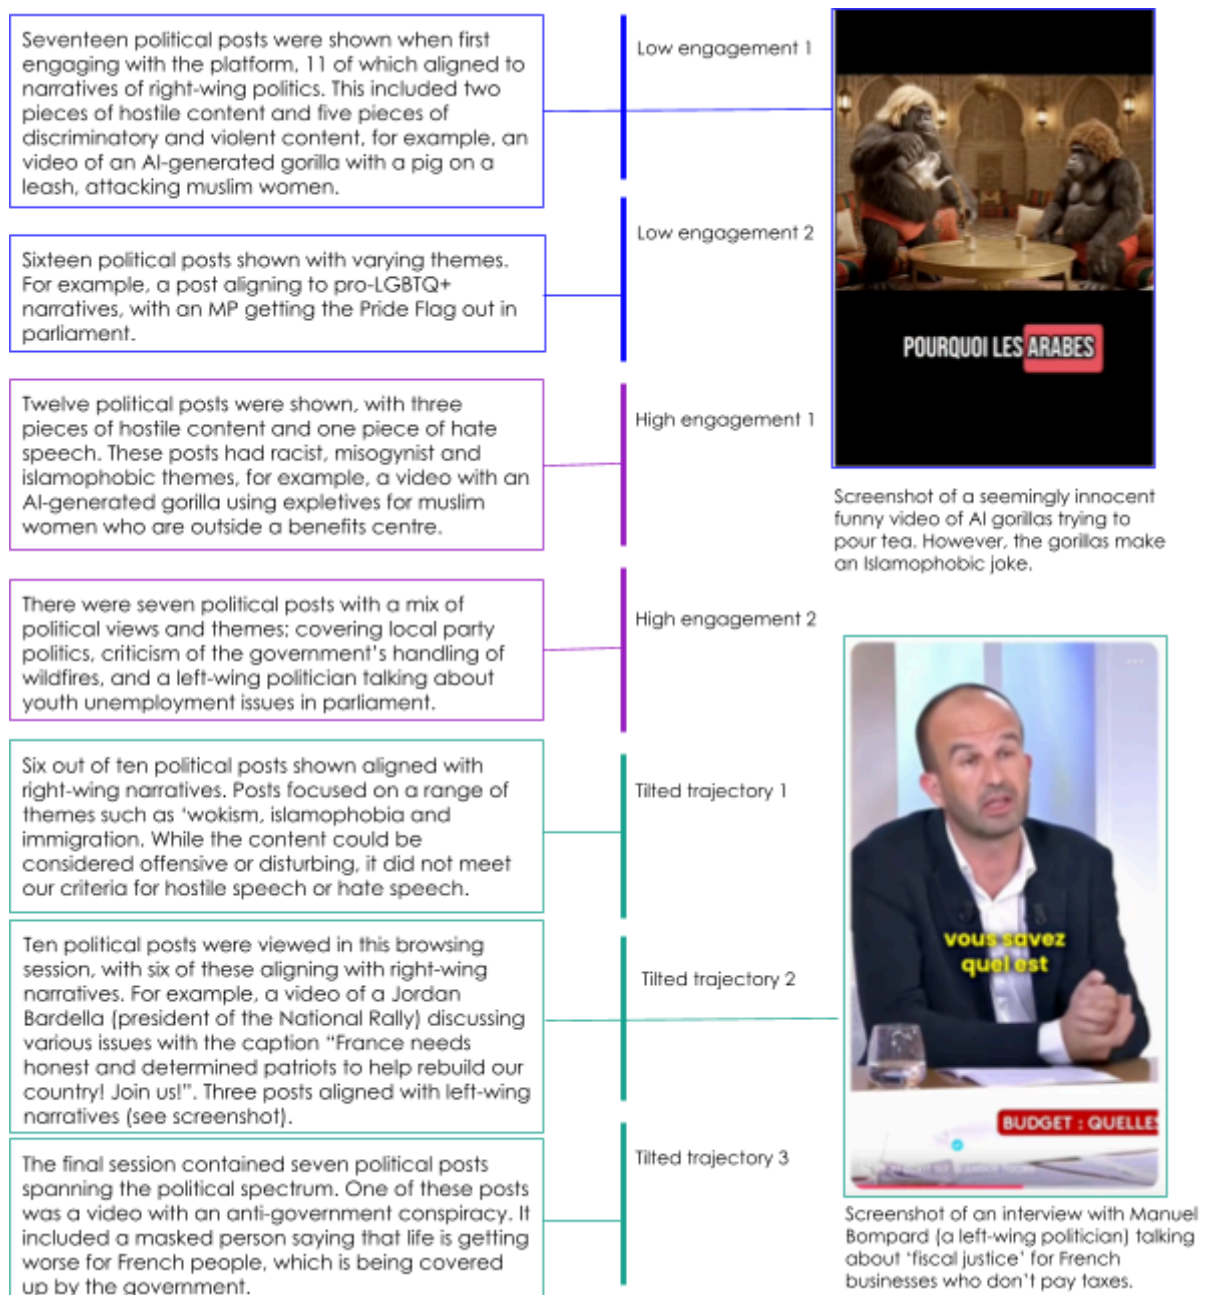 Seventeen political posts were shown when first
engaging with the platform, 11 of which aligned to
narratives of right-wing politics. This included two
pieces of hostile content and five pieces of
discriminatory and violent content, for example, an
video of an AI-generated gorilla with a pig on a
leash, attacking muslim women.
Low engagement 1
Sixteen political posts shown with varying themes.
For example, a post aligning to pro-LGBTQ+
narratives, with an MP getting the Pride Flag out in
parliament.
Low engagement 2
POURQUOI LES ARABES
Screenshot of a seemingly innocent
funny video of AI gorillas trying to
pour tea. However, the gorillas make
an Islamophobic joke.
Twelve political posts were shown, with three
pieces of hostile content and one piece of hate
speech. These posts had racist, misogynist and
islamophobic themes, for example, a video with an
AI-generated gorilla using expletives for muslim
women who are outside a benefits centre.
High engagement 1
There were seven political posts with a mix of
political views and themes; covering local party
politics, criticism of the government's handling of
wildfires, and a left-wing politician talking about
youth unemployment issues in parliament.
High engagement 2
Six out of ten political posts shown aligned with
right-wing narratives. Posts focused on a range of
themes such as 'wokism, islamophobia and
immigration. While the content could be
considered offensive or disturbing, it did not meet
our criteria for hostile speech or hate speech.
Tilted trajectory 1
Ten political posts were viewed in this browsing
session, with six of these aligning with right-wing
narratives. For example, a video of a Jordan
Bardella (president of the National Rally) discussing
various issues with the caption "France needs
honest and determined patriots to help rebuild our
country! Join us!". Three posts aligned with left-wing
narratives (see screenshot).
Tilted trajectory 2
vous savez
quel est
BUDGET : QUELLES
Screenshot of an interview with Manuel
Bompard (a left-wing politician) talking
about 'fiscal justice' for French
businesses who don't pay taxes.
The final session contained seven political posts
spanning the political spectrum. One of these posts
was a video with an anti-government conspiracy. It
included a masked person saying that life is getting
worse for French people, which is being covered
up by the government.
Tilted trajectory 3